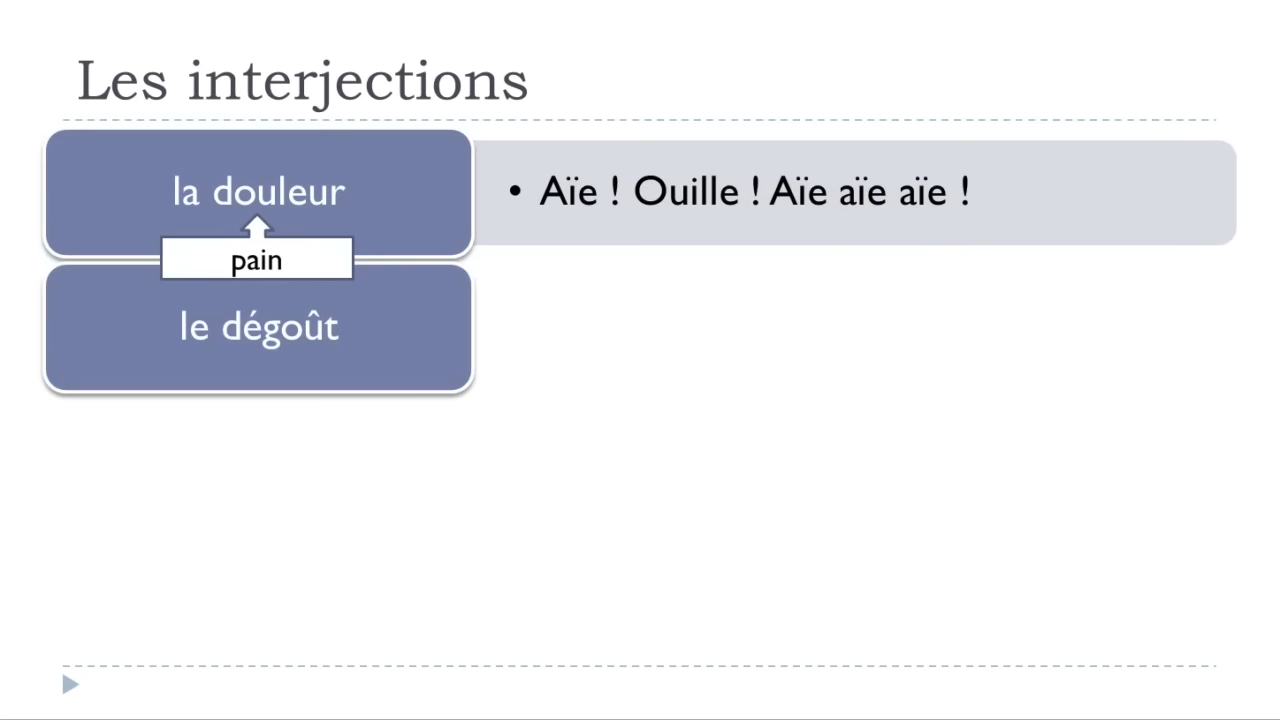 Les interjections
la douleur
• Aïe ! Ouille ! Aïe aïe aïe !
pain
le dégoût